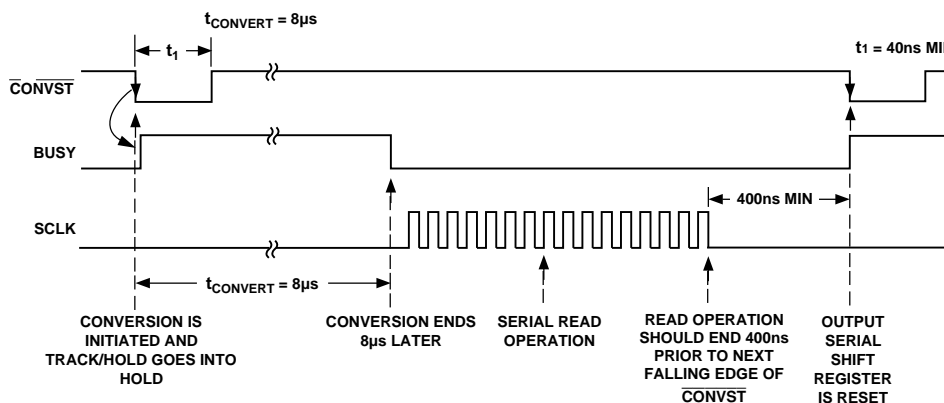 tCONVERT = 8µs
t1
t1 = 40ns MI
CONVST
BUSY
SCLK
400ns MIN
tCONVERT = 8µs
CONVERSION IS
INITIATED AND
TRACK/HOLD GOES INTO
HOLD
CONVERSION ENDS
8µs LATER
SERIAL READ
OPERATION
READ OPERATION
SHOULD END 400ns
PRIOR TO NEXT
FALLING EDGE OF
CONVST
OUTPUT
SERIAL
SHIFT
REGISTER
IS RESET